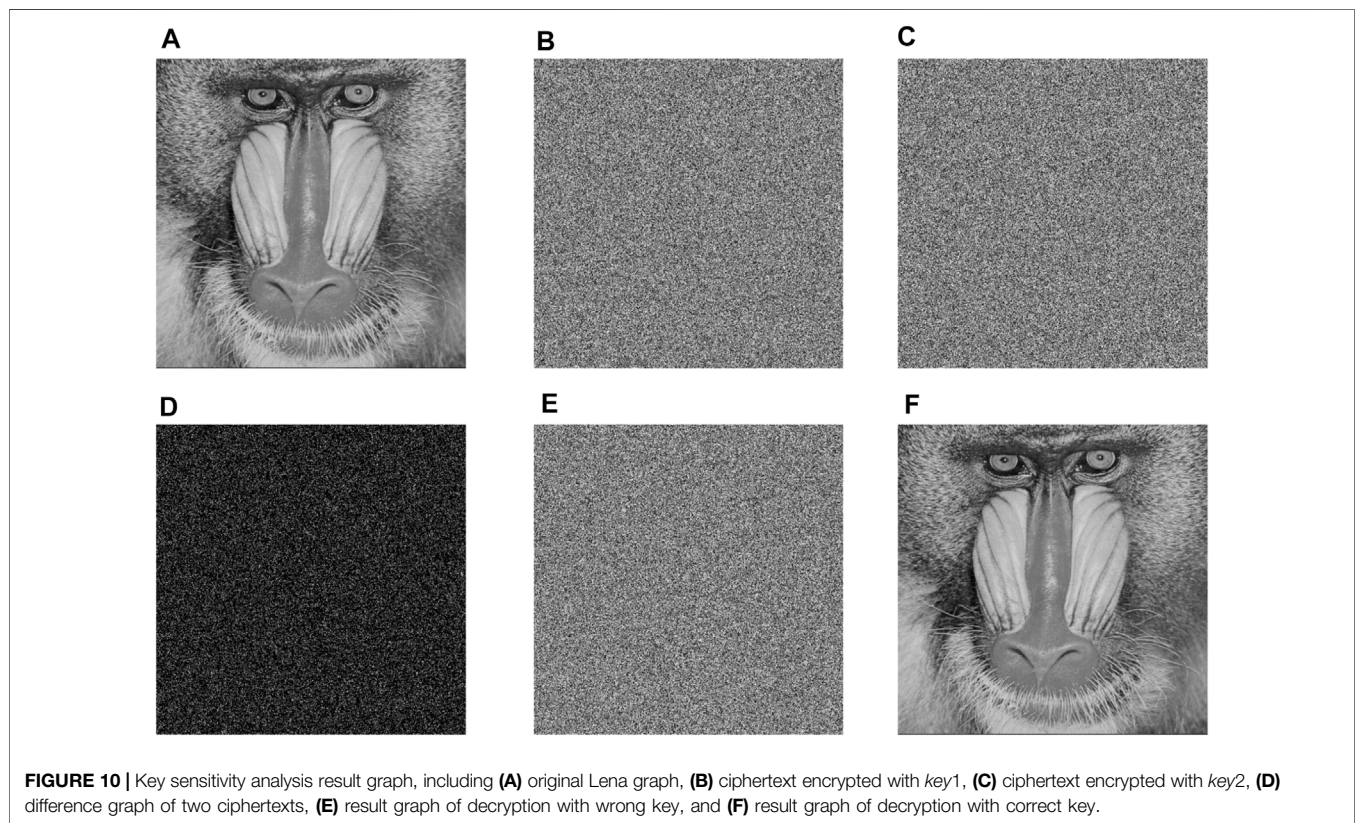 A
B
C
D
E
F
FIGURE 10 | Key sensitivity analysis result graph, including (A) original Lena graph, (B) ciphertext encrypted with key1, (C) ciphertext encrypted with key2, (D)
difference graph of two ciphertexts, (E) result graph of decryption with wrong key, and (F) result graph of decryption with correct key.